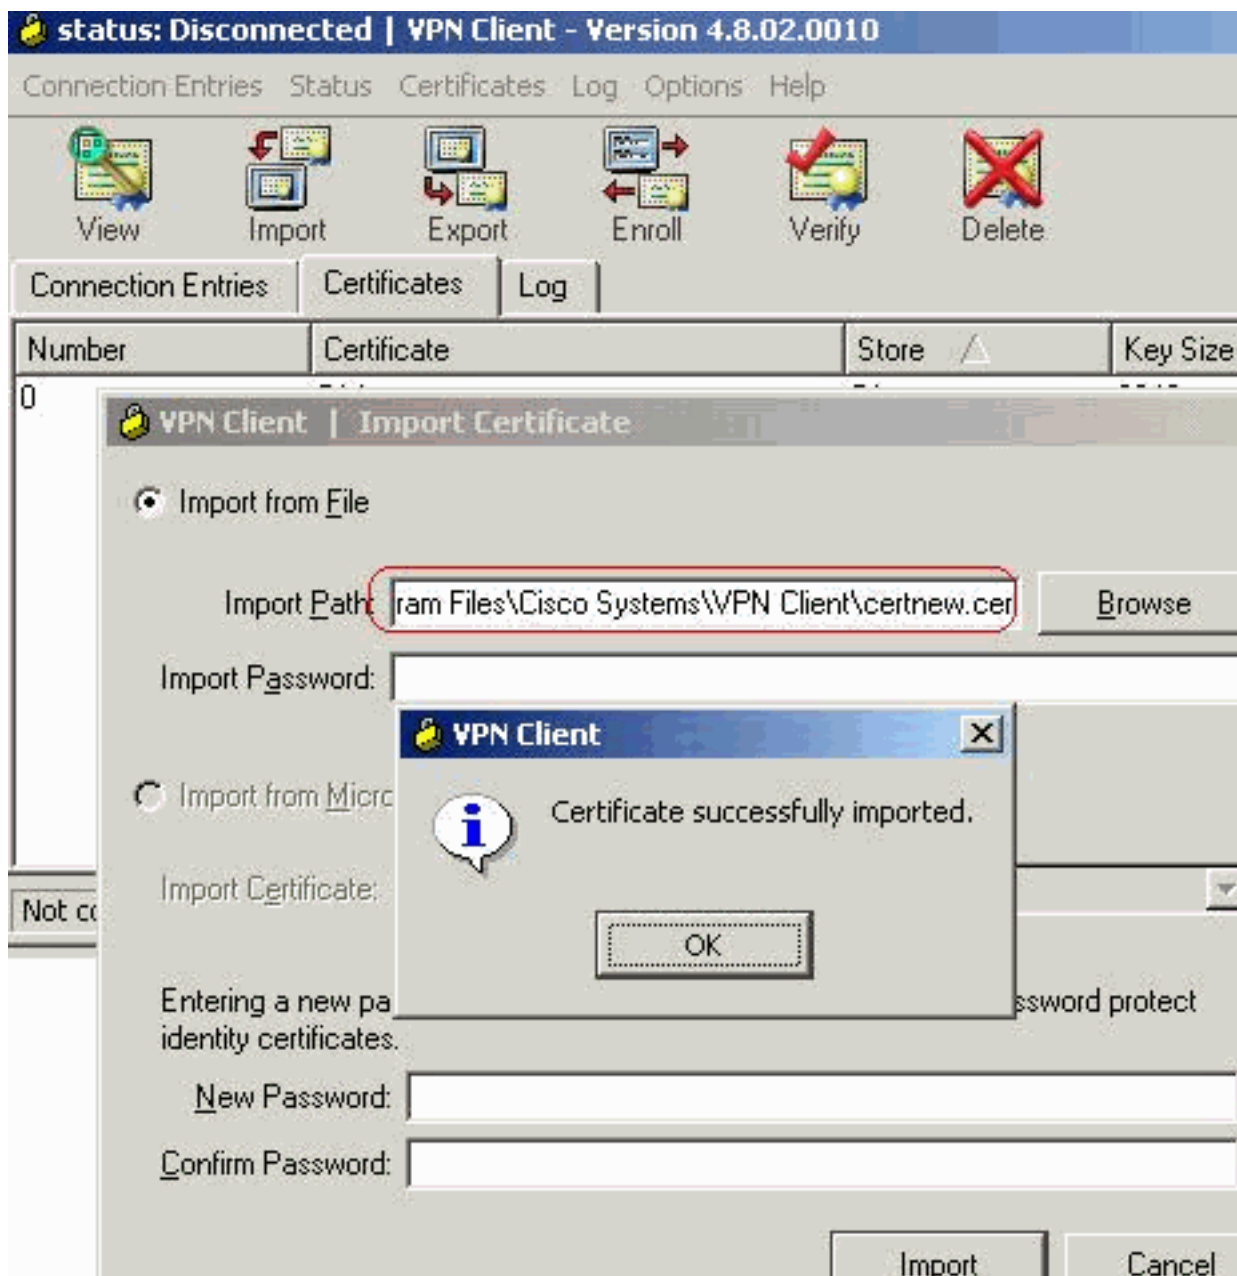 status: Disconnected | VPN Client - Version 4.8.02.0010
Connection Entries Status Certificates Log Options Help
View Import Export Enroll Verify Delete
Connection Entries Certificates Log
Number Certificate Store Key Size
0
VPN Client | Import Certificate
Import from File
Import Path: ram Files\Cisco Systems\VPN Client\certnew.cer Browse
Import Password:
VPN Client
Import from Micro
Certificate successfully imported.
Import Certificate:
Not co
OK
Entering a new pa ssword protect
identity certificates.
New Password:
Confirm Password:
Import Cancel